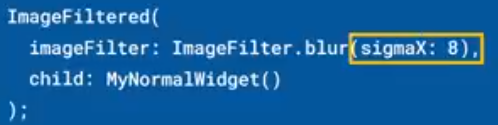 ImageFiltered(
imageFilter: ImageFilter.blur(sigmaX: 8),
child: MyNormalWidget()
);